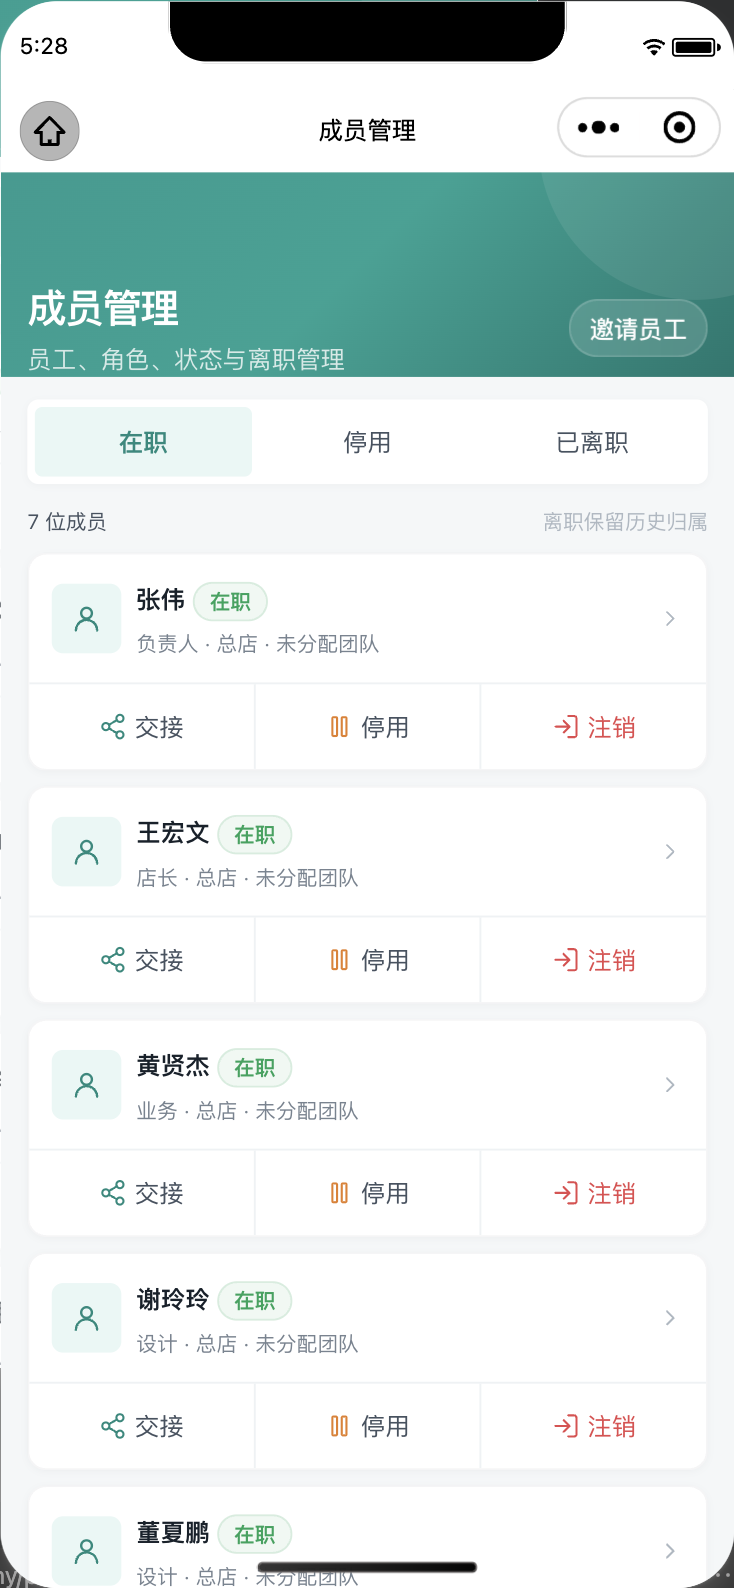 5:28
成员管理
成员管理
邀请员工
员工、角色、状态与离职管理
在职 停用 已离职
7 位成员 离职保留历史归属
张伟 在职
负责人 · 总店 · 未分配团队
交接 停用 注销
王宏文 在职
店长 · 总店 · 未分配团队
交接 停用 注销
黄贤杰 在职
业务 · 总店 · 未分配团队
交接 停用 注销
谢玲玲 在职
设计 · 总店 · 未分配团队
交接 停用 注销
董夏鹏 在职
设计 · 总店 · 未分配团队